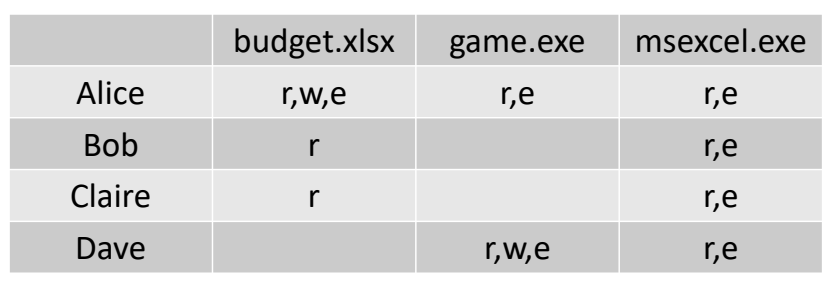 budget.xlsx game.exe msexcel.exe
Alice r,w,e r,e r,e
Bob r r,e
Claire r r,e
Dave r,w,e r,e